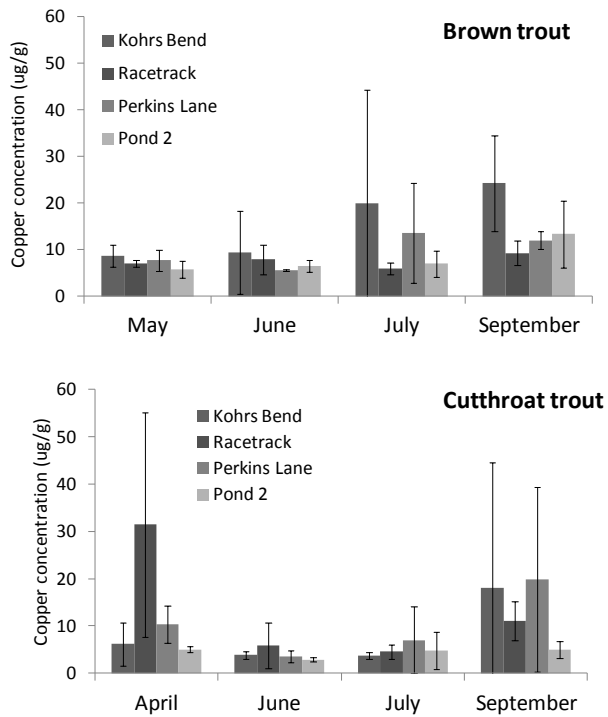 Brown trout
Copper concentration (ug/g)
60
50
40
30
20
10
0
Kohrs Bend
Racetrack
Perkins Lane
Pond 2
May June July September
Cutthroat trout
Copper concentration (ug/g)
60
50
40
30
20
10
0
Kohrs Bend
Racetrack
Perkins Lane
Pond 2
April June July September